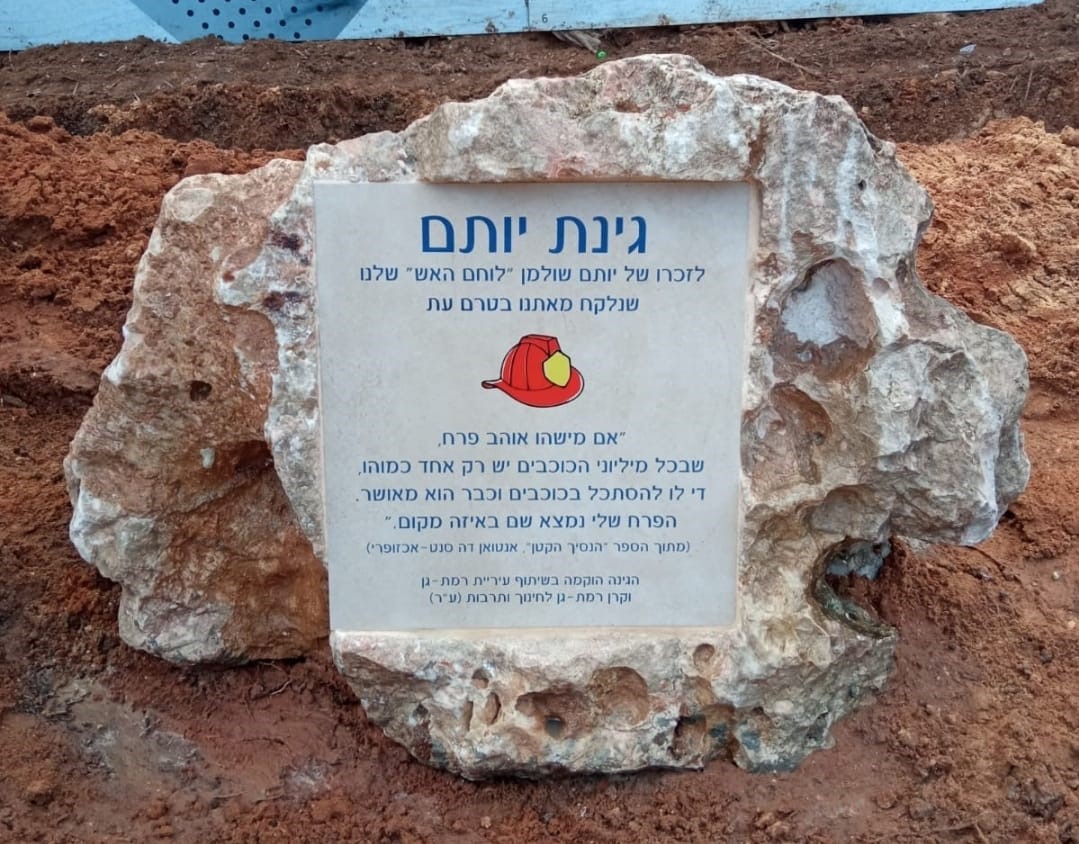 6
גינת יותם
לזכרו של יותם שולמן "לוחם האש" שלנו
שנלקח מאתנו בטרם עת
"אם מישהו אוהב פרח,
שבכל מיליוני הכוכבים יש רק אחד כמוהו,
די לו להסתכל בכוכבים וכבר הוא מאושר.
הפרח שלי נמצא שם באיזה מקום."
(מתוך הספר "הנסיך הקטן", אנטואן דה סנט-אכזופרי)
הגינה הוקמה בשיתוף עיריית רמת-גן
וקרן רמת-גן לחינוך ותרבות (ע"ר)